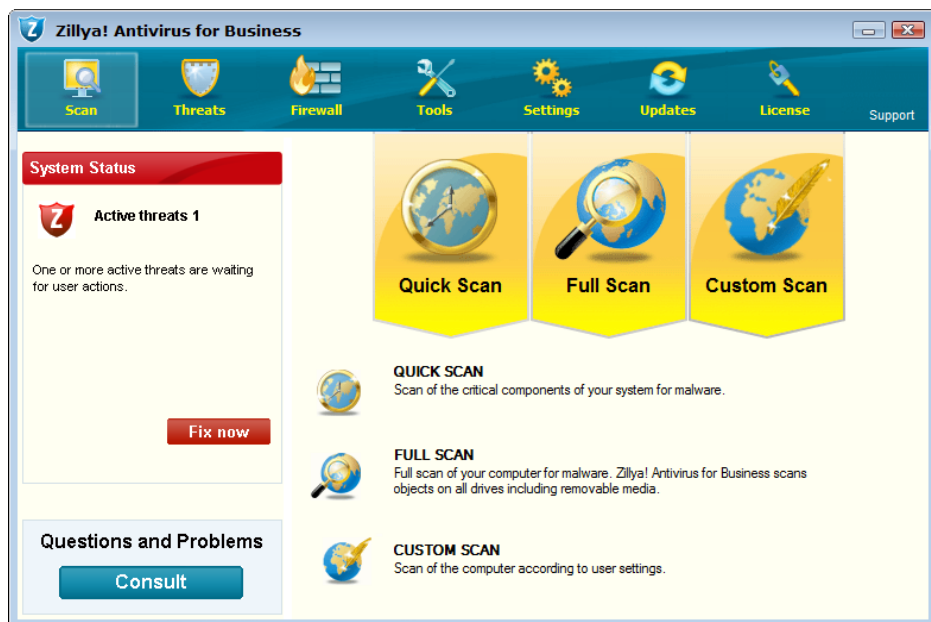 Zillya! Antivirus for Business
Scan
Threats
Firewall
Tools
Settings
Updates
License
Support
System Status
Z
Active threats 1
One or more active threats are waiting
for user actions.
Fix now
Questions and Problems
Consult
Quick Scan
Full Scan
Custom Scan
QUICK SCAN
Scan of the critical components of your system for malware.
FULL SCAN
Full scan of your computer for malware. Zillya! Antivirus for Business scans
objects on all drives including removable media.
CUSTOM SCAN
Scan of the computer according to user settings.